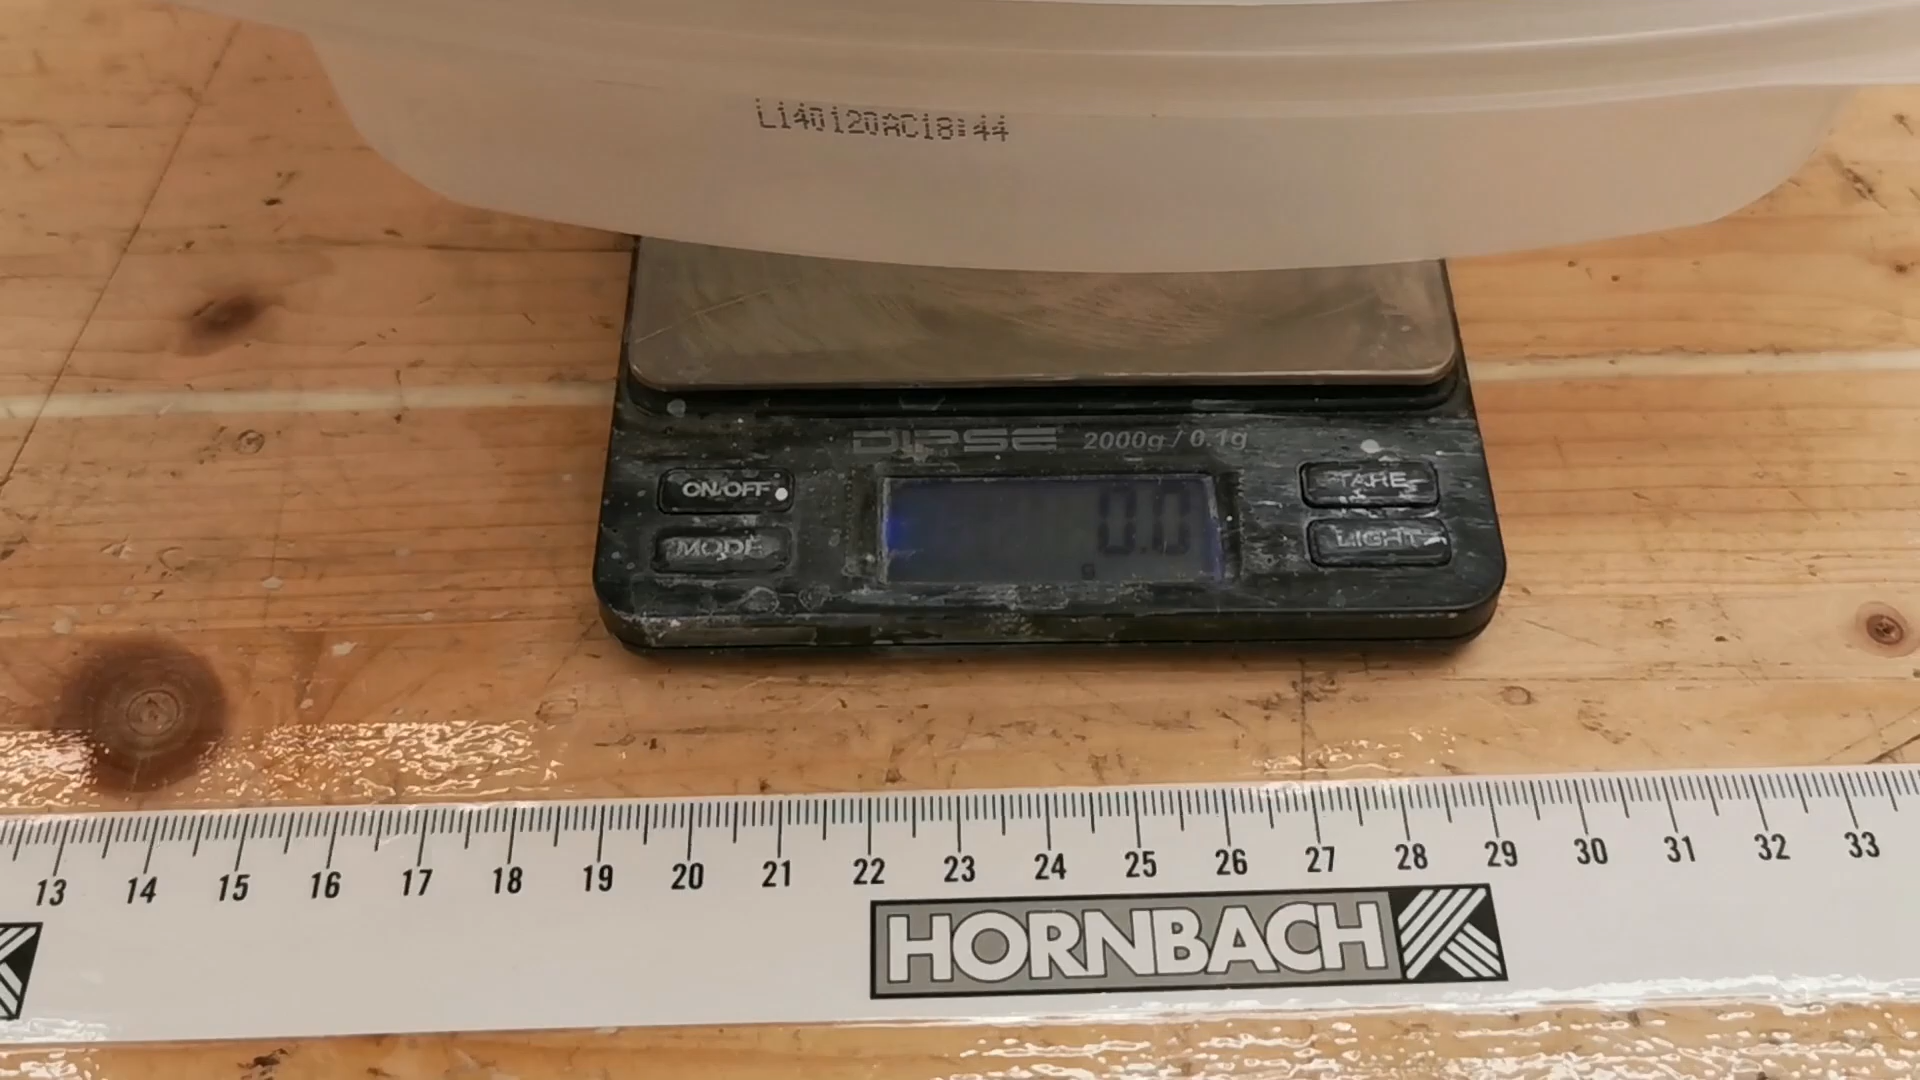 L140120AC18:44
DIPSE 2000g / 0.1g
ON/OFF TARE
MODE LIGHT
0.0
g
13 14 15 16 17 18 19 20 21 22 23 24 25 26 27 28 29 30 31 32 33
HORNBACH